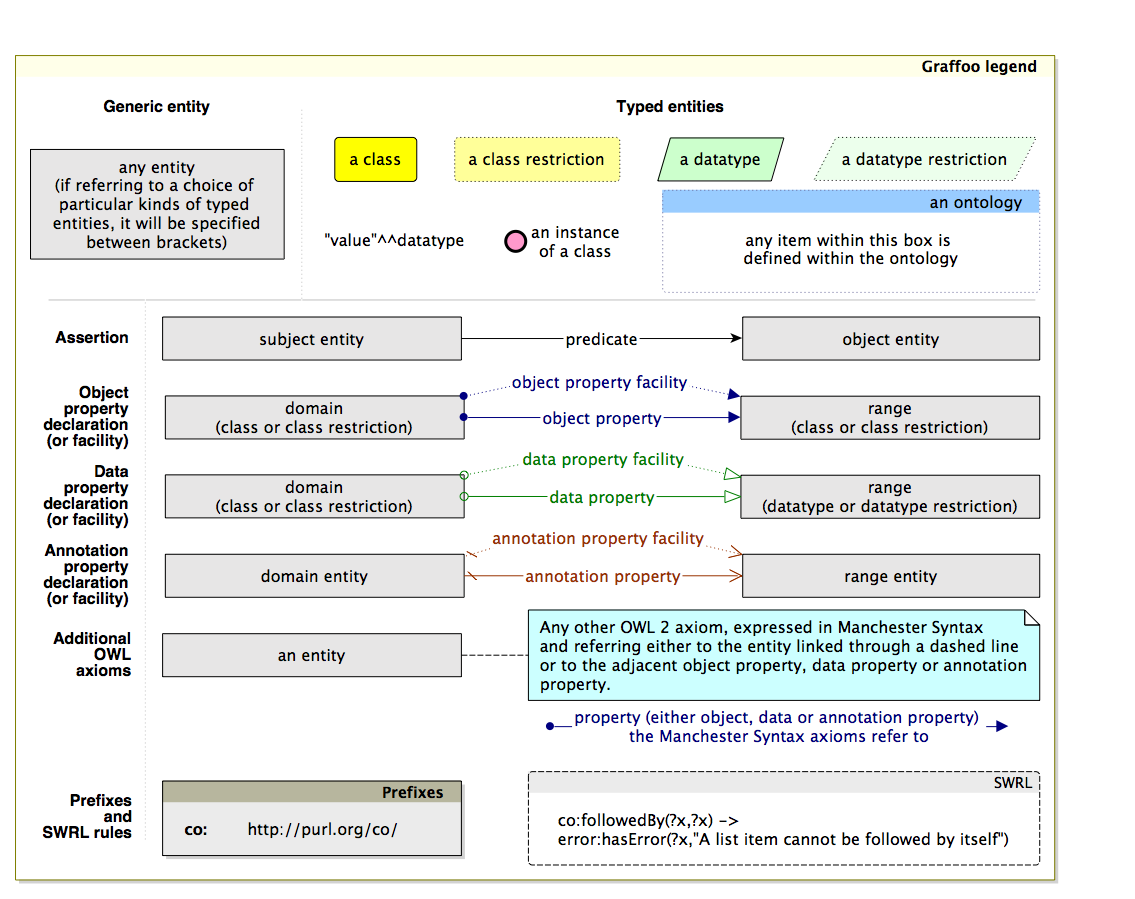 Graffoo legend
Generic entity
Typed entities
any entity
(if referring to a choice of
particular kinds of typed
entities, it will be specified
between brackets)
a class
a class restriction
a datatype
a datatype restriction
"value"^^datatype
an instance
of a class
an ontology
any item within this box is
defined within the ontology
Assertion
subject entity
predicate
object entity
Object
property
declaration
(or facility)
domain
(class or class restriction)
object property facility
object property
range
(class or class restriction)
Data
property
declaration
(or facility)
domain
(class or class restriction)
data property facility
data property
range
(datatype or datatype restriction)
Annotation
property
declaration
(or facility)
domain entity
annotation property facility
annotation property
range entity
Additional
OWL
axioms
an entity
Any other OWL 2 axiom, expressed in Manchester Syntax
and referring either to the entity linked through a dashed line
or to the adjacent object property, data property or annotation
property.
property (either object, data or annotation property)
the Manchester Syntax axioms refer to
Prefixes
and
SWRL rules
Prefixes
co: http://purl.org/co/
SWRL
co:followedBy(?x,?x) ->
error:hasError(?x,"A list item cannot be followed by itself")